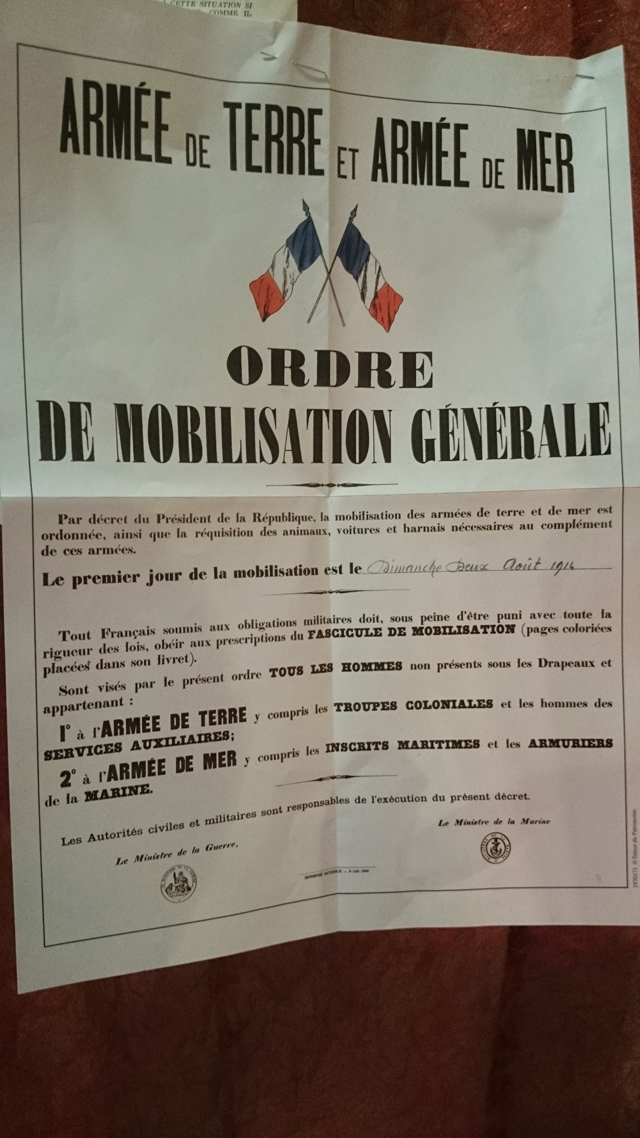 CETTE SITUATION SI
COMME IL
ARMÉE DE TERRE ET ARMÉE DE MER
ORDRE
DE MOBILISATION GÉNÉRALE
Par décret du Président de la République, la mobilisation des armées de terre et de mer est
ordonnée, ainsi que la réquisition des animaux, voitures et harnais nécessaires au complément
de ces armées.
Le premier jour de la mobilisation est le Dimanche Deux Août 1914
Tout Français soumis aux obligations militaires doit, sous peine d'être puni avec toute la
rigueur des lois, obéir aux prescriptions du FASCICULE DE MOBILISATION (pages coloriées
placées dans son livret).
Sont visés par le présent ordre TOUS LES HOMMES non présents sous les Drapeaux et
appartenant :
1° à l'ARMÉE DE TERRE y compris les TROUPES COLONIALES et les hommes des
SERVICES AUXILIAIRES;
2° à l'ARMÉE DE MER y compris les INSCRITS MARITIMES et les ARMURIERS
de la MARINE.
Les Autorités civiles et militaires sont responsables de l'exécution du présent décret.
Le Ministre de la Guerre,
Le Ministre de la Marine